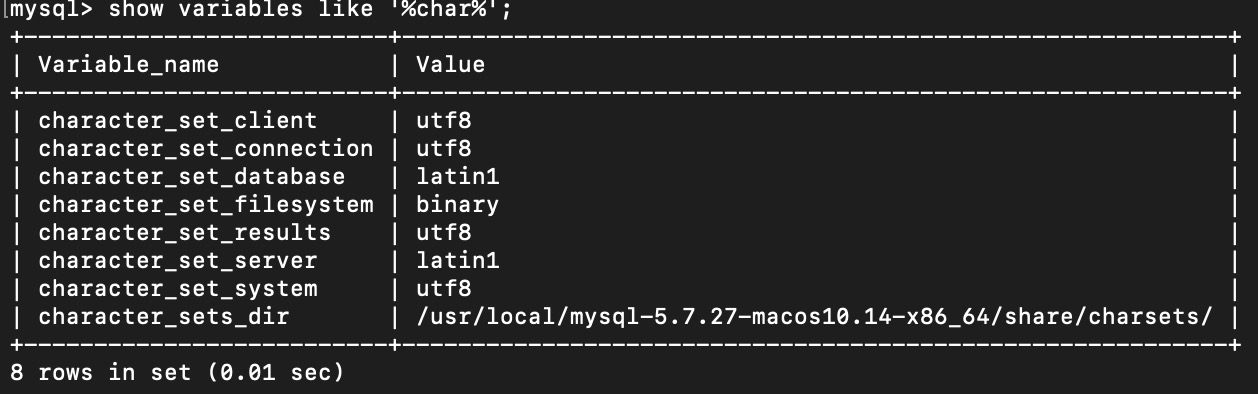 mysql> show variables like '%char%';
+--------------------------+-----------------------------------------------------------+
| Variable_name            | Value                                                     |
+--------------------------+-----------------------------------------------------------+
| character_set_client     | utf8                                                      |
| character_set_connection | utf8                                                      |
| character_set_database   | latin1                                                    |
| character_set_filesystem | binary                                                    |
| character_set_results    | utf8                                                      |
| character_set_server     | latin1                                                    |
| character_set_system     | utf8                                                      |
| character_sets_dir       | /usr/local/mysql-5.7.27-macos10.14-x86_64/share/charsets/ |
+--------------------------+-----------------------------------------------------------+
8 rows in set (0.01 sec)